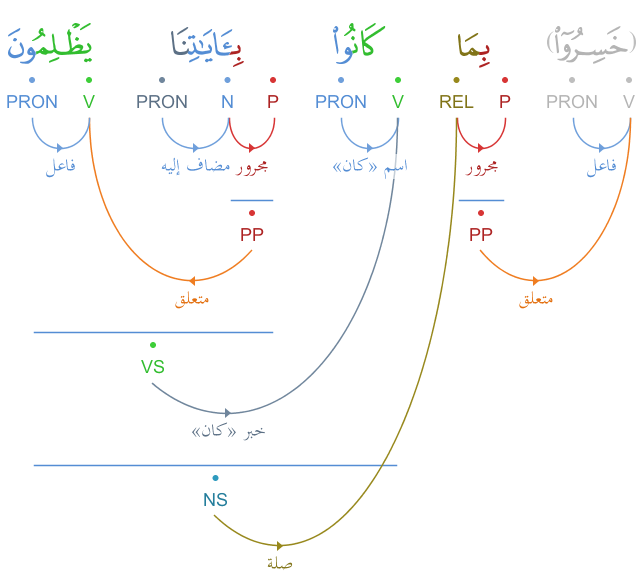 (خَسِرُوٓا۟) بِمَا كَانُوا۟ بِـَٔايَـٰتِنَا يَظْلِمُونَ
V PRON P REL V PRON P N PRON V PRON
فاعل مجرور اسم «كان» مجرور مضاف إليه فاعل
PP PP
متعلق متعلق
VS
خبر «كان»
NS
صلة